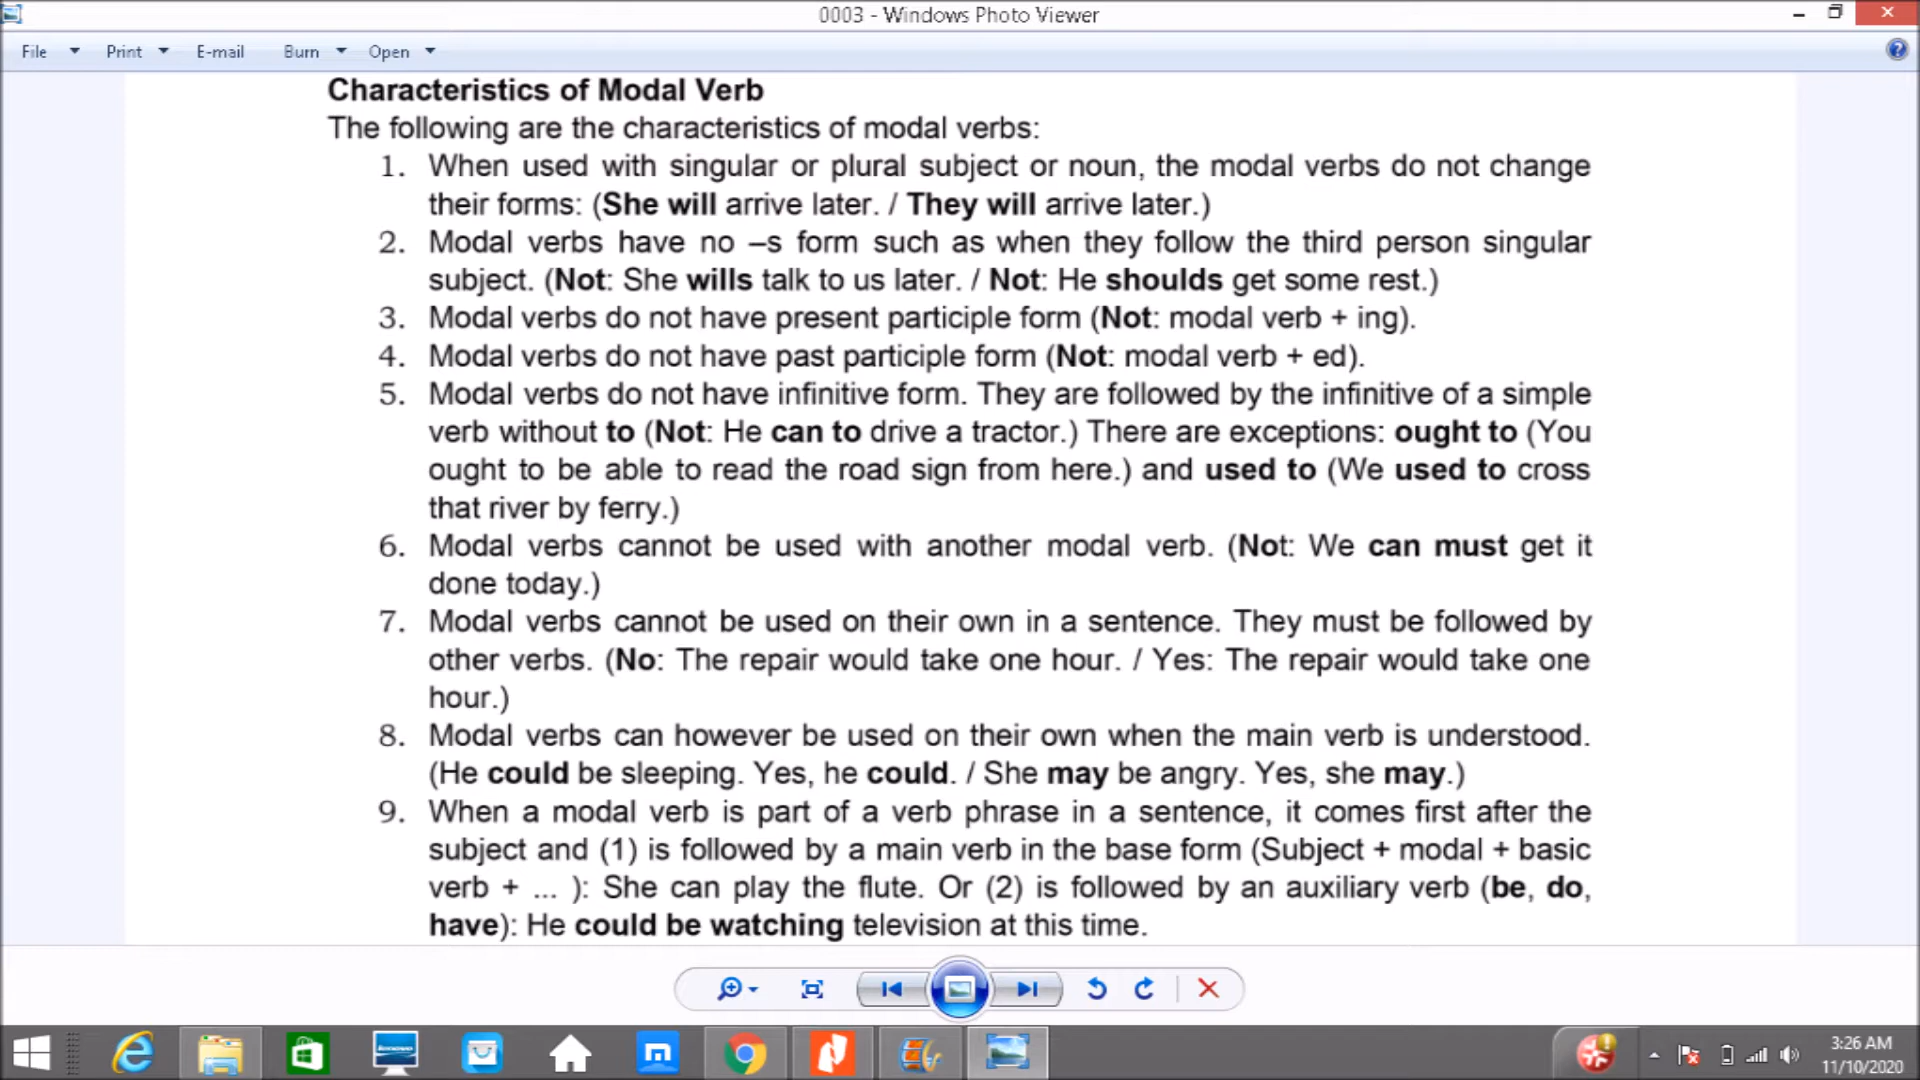 0003 - Windows Photo Viewer
File Print E-mail Burn Open
Characteristics of Modal Verb
The following are the characteristics of modal verbs:
1. When used with singular or plural subject or noun, the modal verbs do not change
their forms: (She will arrive later. / They will arrive later.)
2. Modal verbs have no –s form such as when they follow the third person singular
subject. (Not: She wills talk to us later. / Not: He shoulds get some rest.)
3. Modal verbs do not have present participle form (Not: modal verb + ing).
4. Modal verbs do not have past participle form (Not: modal verb + ed).
5. Modal verbs do not have infinitive form. They are followed by the infinitive of a simple
verb without to (Not: He can to drive a tractor.) There are exceptions: ought to (You
ought to be able to read the road sign from here.) and used to (We used to cross
that river by ferry.)
6. Modal verbs cannot be used with another modal verb. (Not: We can must get it
done today.)
7. Modal verbs cannot be used on their own in a sentence. They must be followed by
other verbs. (No: The repair would take one hour. / Yes: The repair would take one
hour.)
8. Modal verbs can however be used on their own when the main verb is understood.
(He could be sleeping. Yes, he could. / She may be angry. Yes, she may.)
9. When a modal verb is part of a verb phrase in a sentence, it comes first after the
subject and (1) is followed by a main verb in the base form (Subject + modal + basic
verb + ... ): She can play the flute. Or (2) is followed by an auxiliary verb (be, do,
have): He could be watching television at this time.
lenovo
3:26 AM
11/10/2020